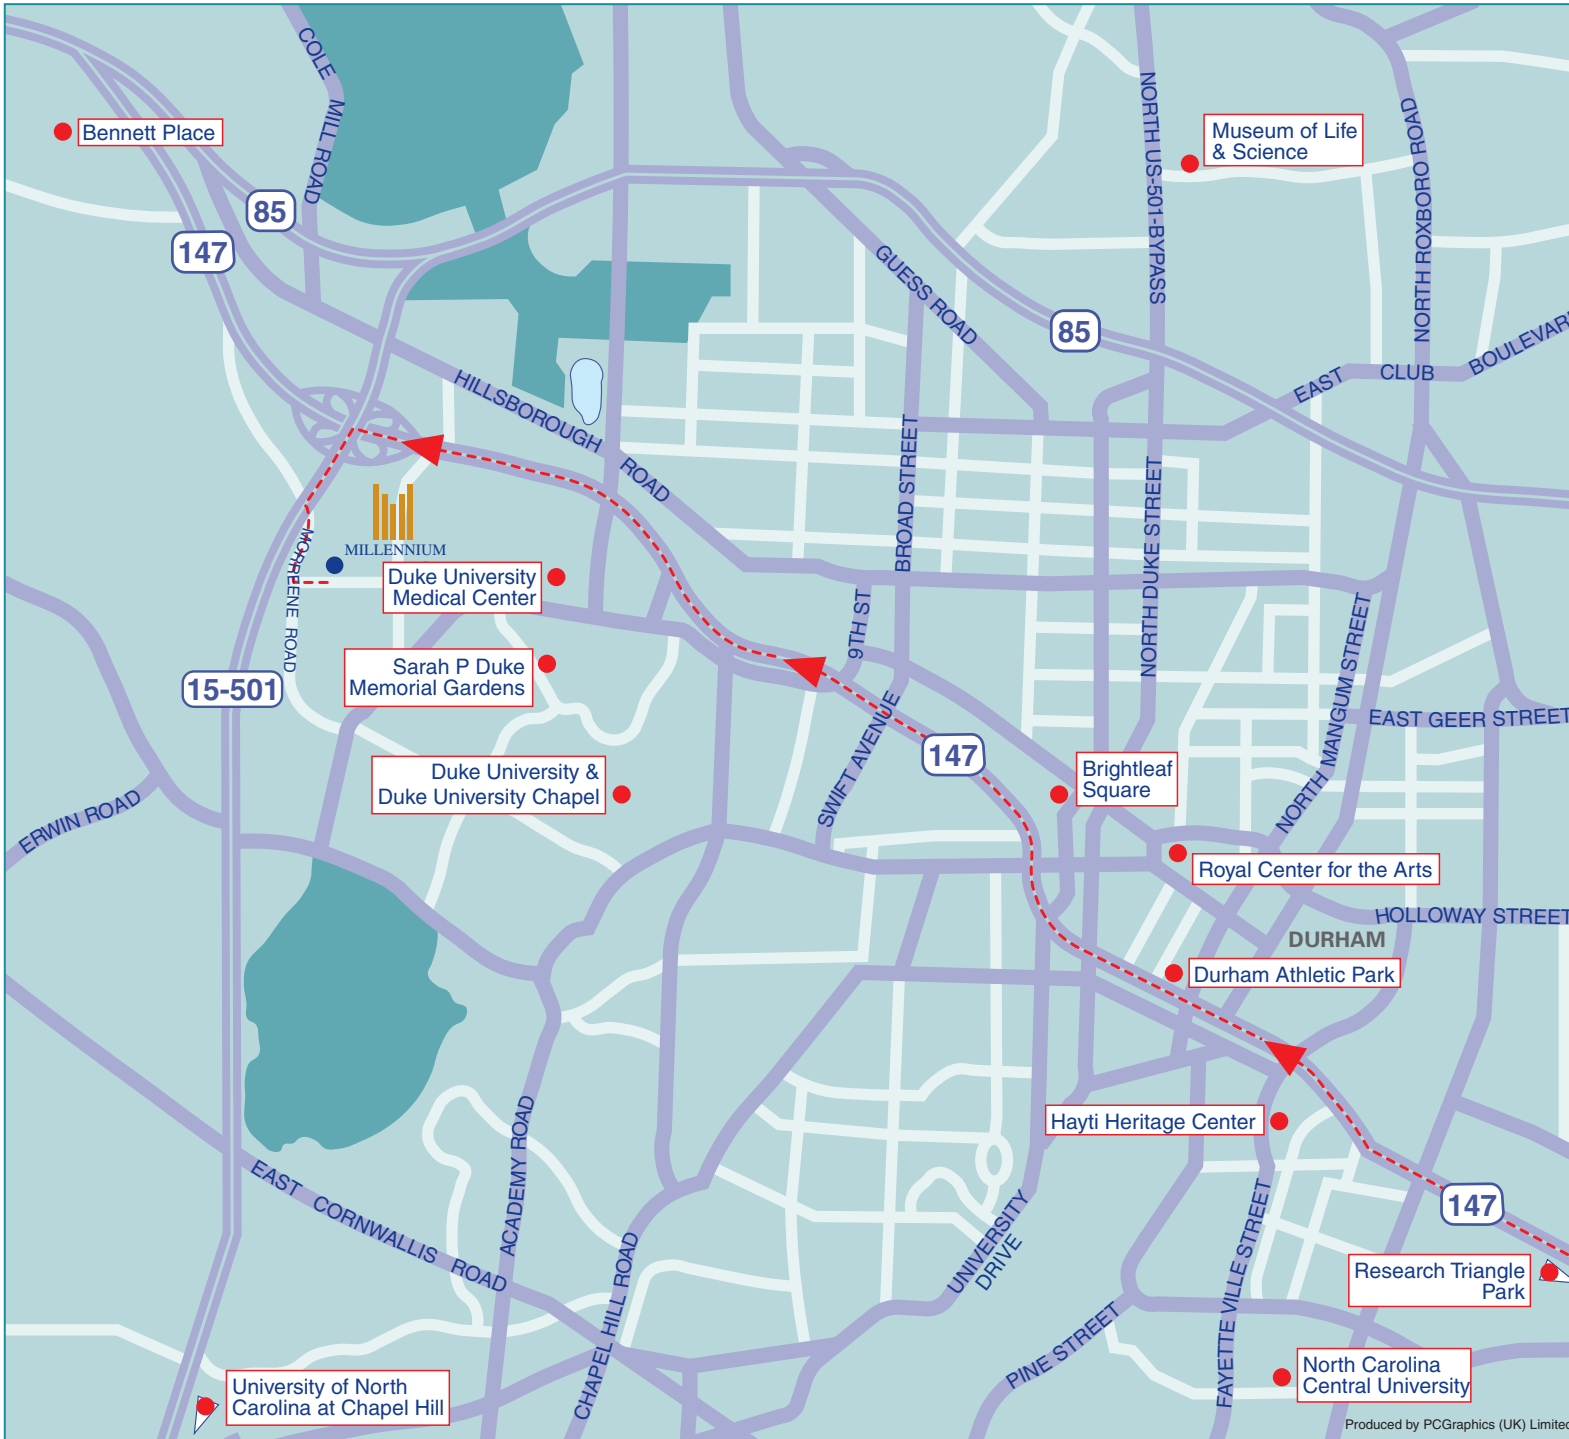 COLE MILL ROAD
Bennett Place
85
147
Museum of Life
& Science
NORTH US-501-BYPASS
NORTH ROXBORO ROAD
GUESS ROAD
85
EAST CLUB BOULEVARD
HILLSBOROUGH ROAD
BROAD STREET
NORTH DUKE STREET
MILLENNIUM
MORREENE ROAD
Duke University
Medical Center
9TH ST
NORTH MANGUM STREET
Sarah P Duke
Memorial Gardens
15-501
EAST GEER STREET
SWIFT AVENUE
147
Duke University &
Duke University Chapel
Brightleaf
Square
ERWIN ROAD
Royal Center for the Arts
HOLLOWAY STREET
DURHAM
Durham Athletic Park
ACADEMY ROAD
Hayti Heritage Center
EAST CORNWALLIS ROAD
UNIVERSITY
DRIVE
FAYETTE VILLE STREET
147
CHAPEL HILL ROAD
Research Triangle
Park
PINE STREET
University of North
Carolina at Chapel Hill
North Carolina
Central University
Produced by PCGraphics (UK) Limited